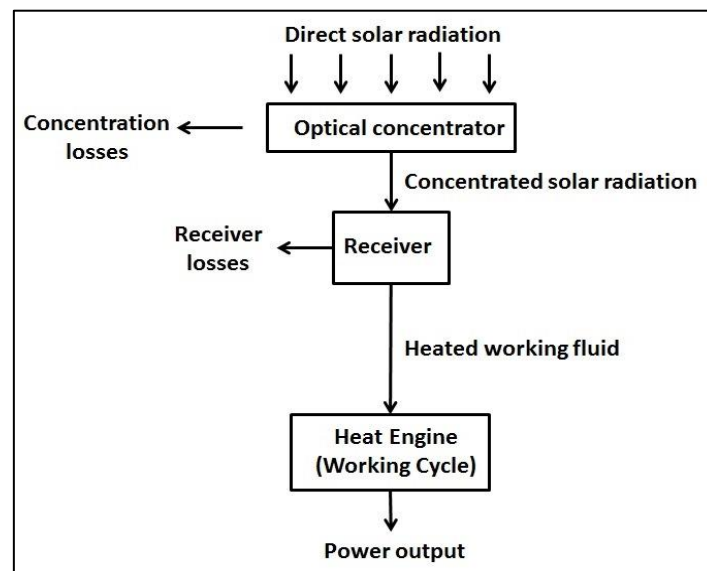 Direct solar radiation
Concentration
losses
Optical concentrator
Concentrated solar radiation
Receiver
losses
Receiver
Heated working fluid
Heat Engine
(Working Cycle)
Power output